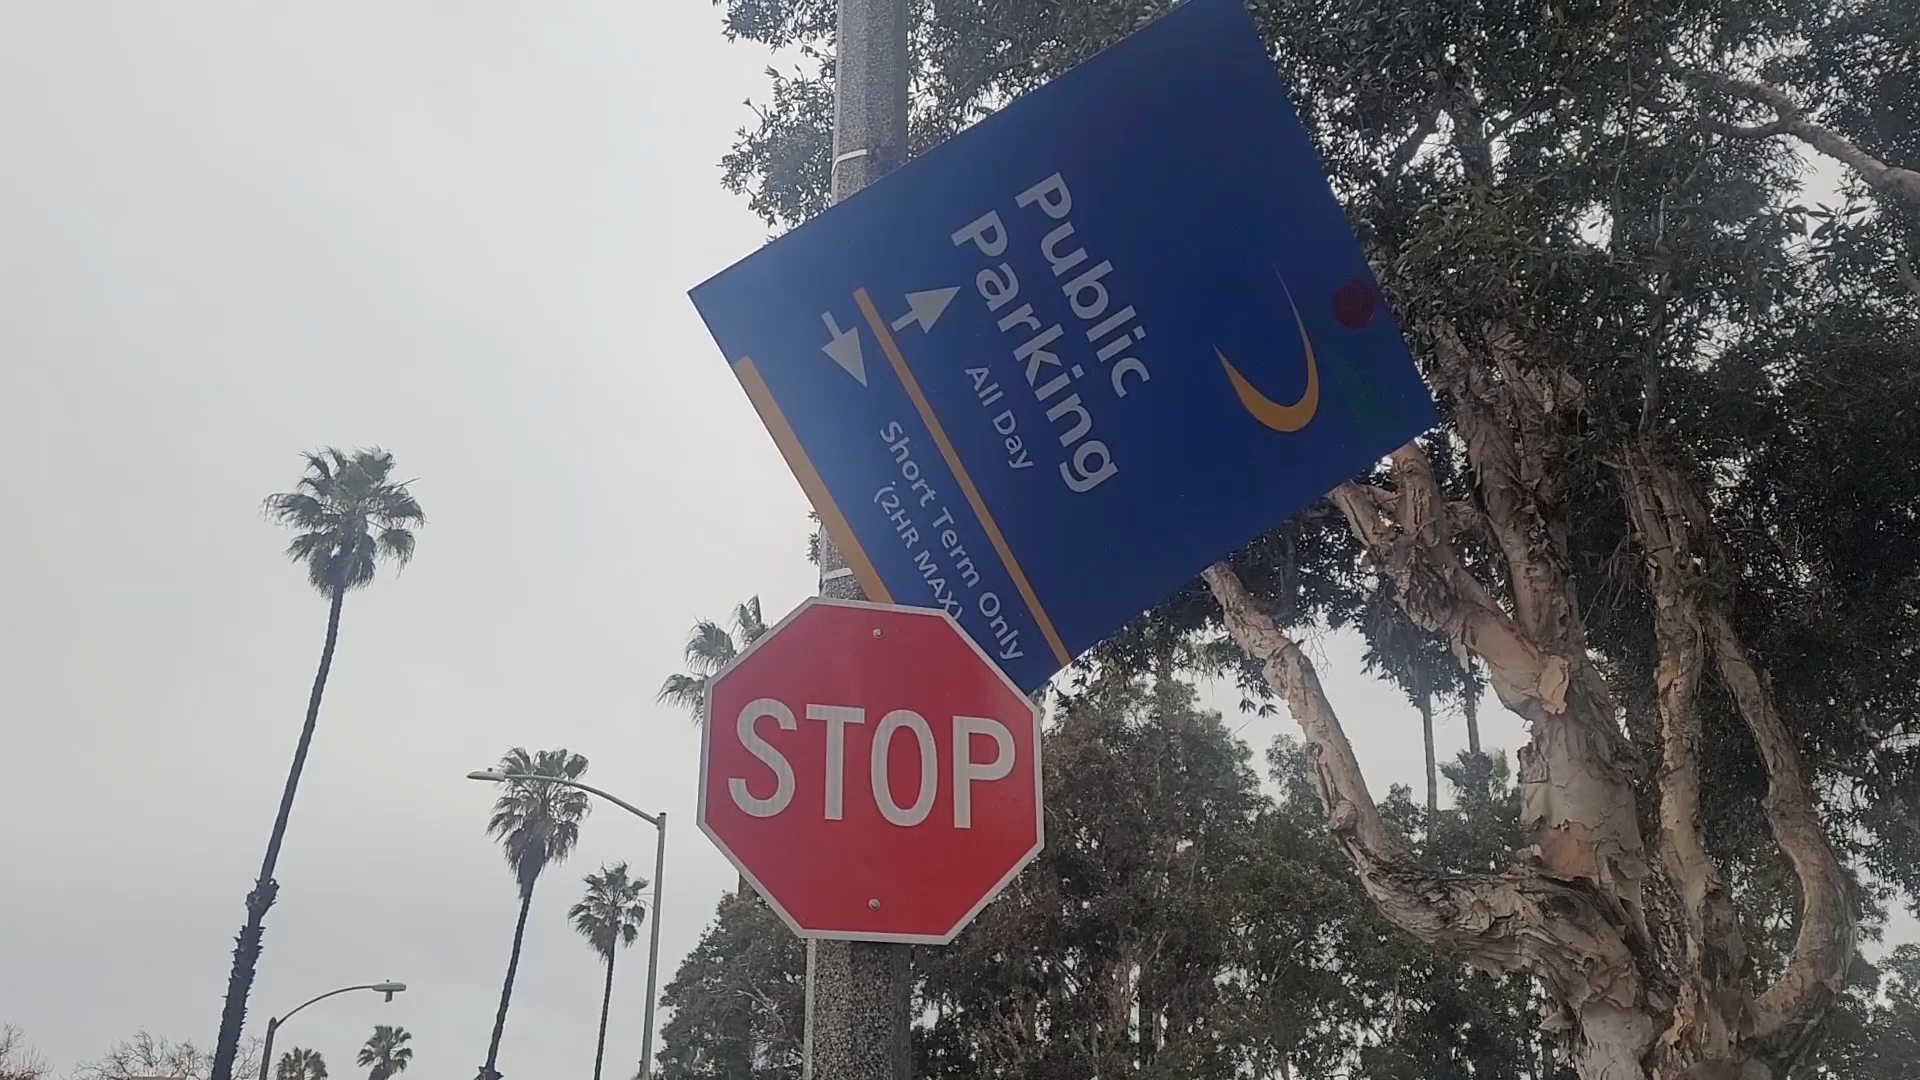 Public
Parking
All Day
Short Term Only
(2HR MAX)
STOP